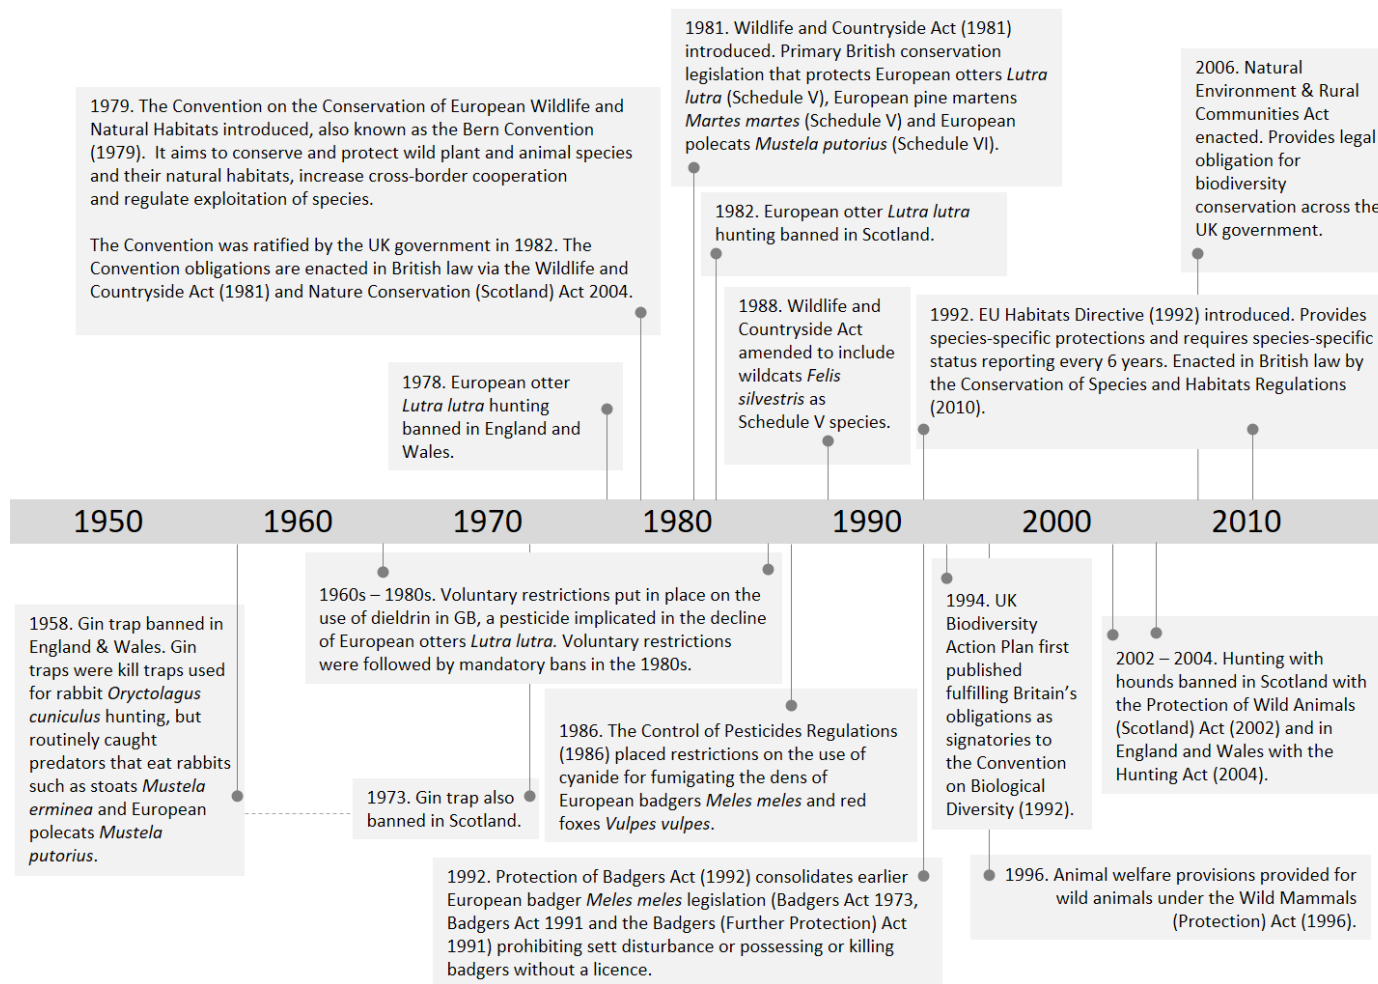 1981. Wildlife and Countryside Act (1981)
introduced. Primary British conservation
legislation that protects European otters Lutra
lutra (Schedule V), European pine martens
Martes martes (Schedule V) and European
polecats Mustela putorius (Schedule VI).
2006. Natural
Environment & Rural
Communities Act
enacted. Provides legal
obligation for
biodiversity
conservation across the
UK government.
1979. The Convention on the Conservation of European Wildlife and
Natural Habitats introduced, also known as the Bern Convention
(1979). It aims to conserve and protect wild plant and animal species
and their natural habitats, increase cross-border cooperation
and regulate exploitation of species.
The Convention was ratified by the UK government in 1982. The
Convention obligations are enacted in British law via the Wildlife and
Countryside Act (1981) and Nature Conservation (Scotland) Act 2004.
1982. European otter Lutra lutra
hunting banned in Scotland.
1988. Wildlife and
Countryside Act
amended to include
wildcats Felis
silvestris as
Schedule V species.
1992. EU Habitats Directive (1992) introduced. Provides
species-specific protections and requires species-specific
status reporting every 6 years. Enacted in British law by
the Conservation of Species and Habitats Regulations
(2010).
1978. European otter
Lutra lutra hunting
banned in England and
Wales.
1950 1960 1970 1980 1990 2000 2010
1958. Gin trap banned in
England & Wales. Gin
traps were kill traps used
for rabbit Oryctolagus
cuniculus hunting, but
routinely caught
predators that eat rabbits
such as stoats Mustela
erminea and European
polecats Mustela
putorius.
1960s – 1980s. Voluntary restrictions put in place on the
use of dieldrin in GB, a pesticide implicated in the decline
of European otters Lutra lutra. Voluntary restrictions
were followed by mandatory bans in the 1980s.
1973. Gin trap also
banned in Scotland.
1986. The Control of Pesticides Regulations
(1986) placed restrictions on the use of
cyanide for fumigating the dens of
European badgers Meles meles and red
foxes Vulpes vulpes.
1994. UK
Biodiversity
Action Plan first
published
fulfilling Britain’s
obligations as
signatories to
the Convention
on Biological
Diversity (1992).
2002 – 2004. Hunting with
hounds banned in Scotland with
the Protection of Wild Animals
(Scotland) Act (2002) and in
England and Wales with the
Hunting Act (2004).
1992. Protection of Badgers Act (1992) consolidates earlier
European badger Meles meles legislation (Badgers Act 1973,
Badgers Act 1991 and the Badgers (Further Protection) Act
1991) prohibiting sett disturbance or possessing or killing
badgers without a licence.
1996. Animal welfare provisions provided for
wild animals under the Wild Mammals
(Protection) Act (1996).